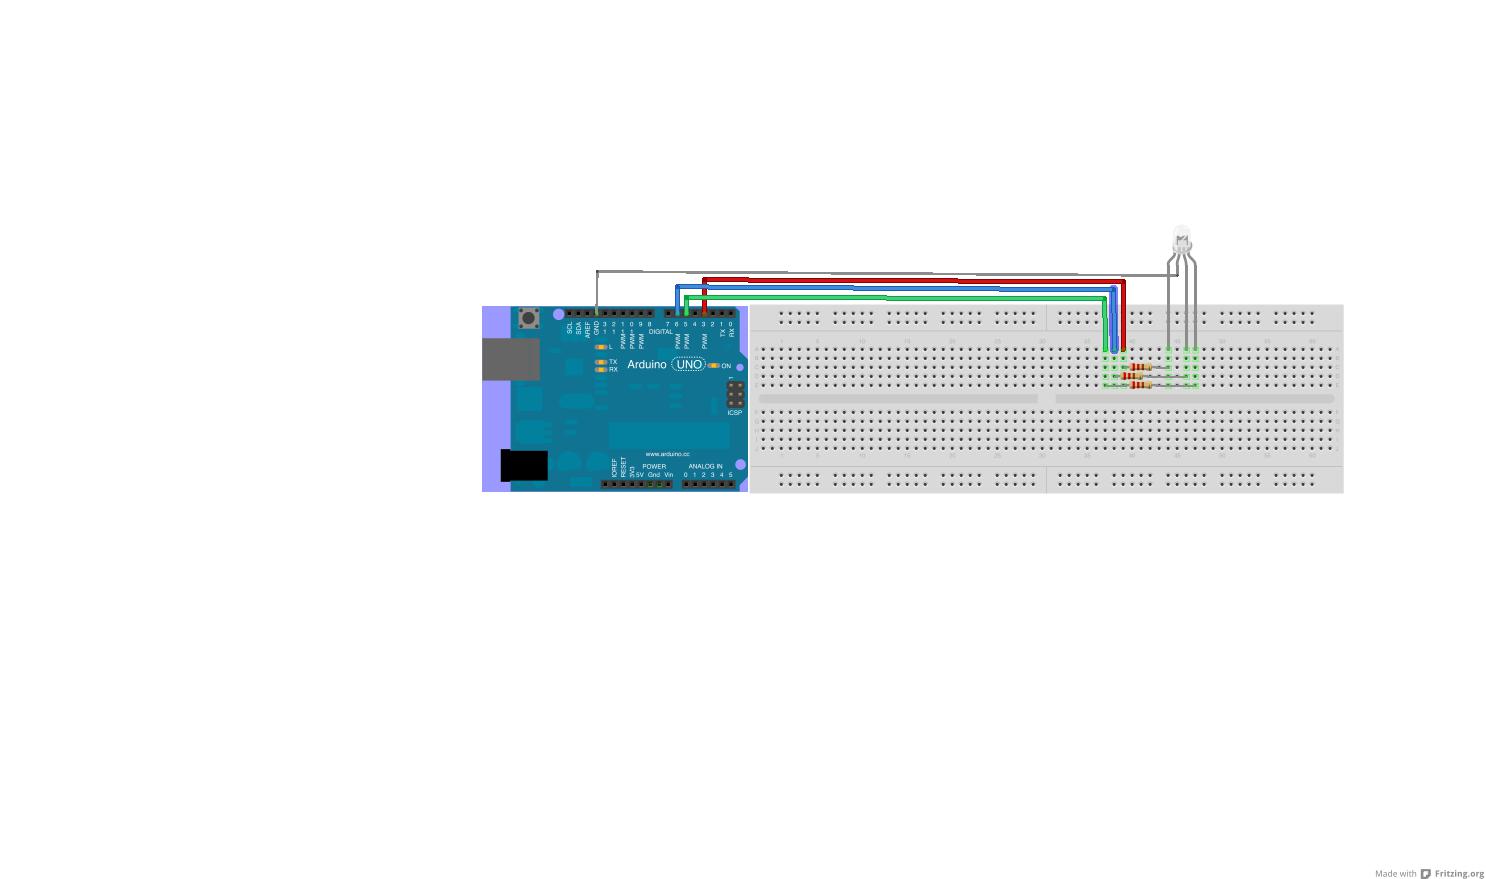 SCL
SDA
AREF
GND
13
12
PWM 11
PWM 10
PWM 9
8
DIGITAL
7
PWM 6
PWM 5
4
PWM 3
2
TX 1
RX 0
L
TX
RX
Arduino UNO
ON
1
ICSP
www.arduino.cc
POWER
ANALOG IN
IOREF
RESET
3V3
5V Gnd Vin
0 1 2 3 4 5
Made with Fritzing.org